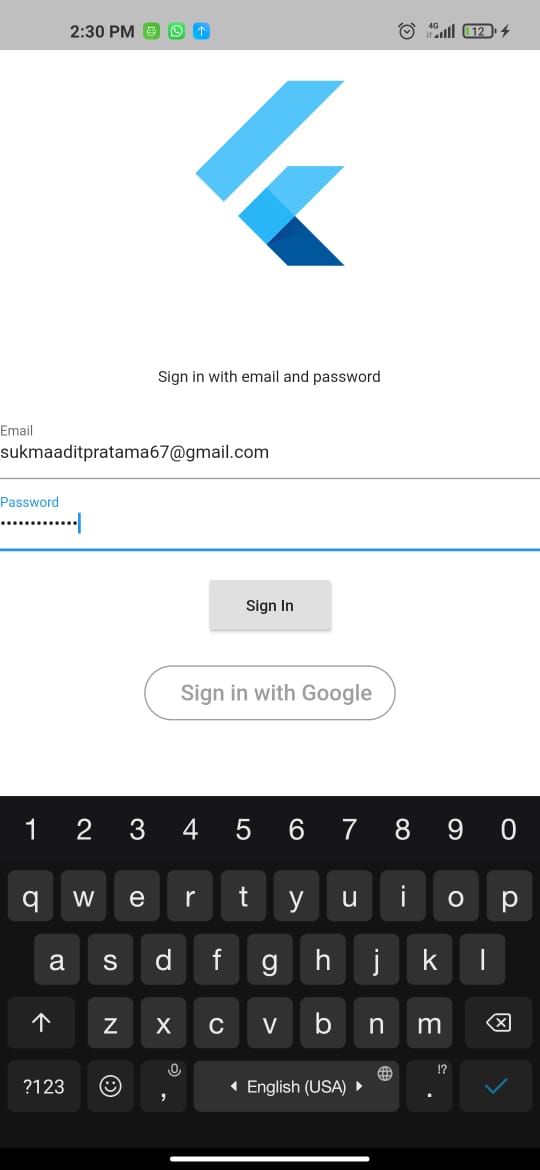 2:30 PM 4G 12
Sign in with email and password
Email
sukmaaditpratama67@gmail.com
Password
•••••••••••••
Sign In
Sign in with Google
1 2 3 4 5 6 7 8 9 0
q w e r t y u i o p
a s d f g h j k l
z x c v b n m
?123 , English (USA) . !?